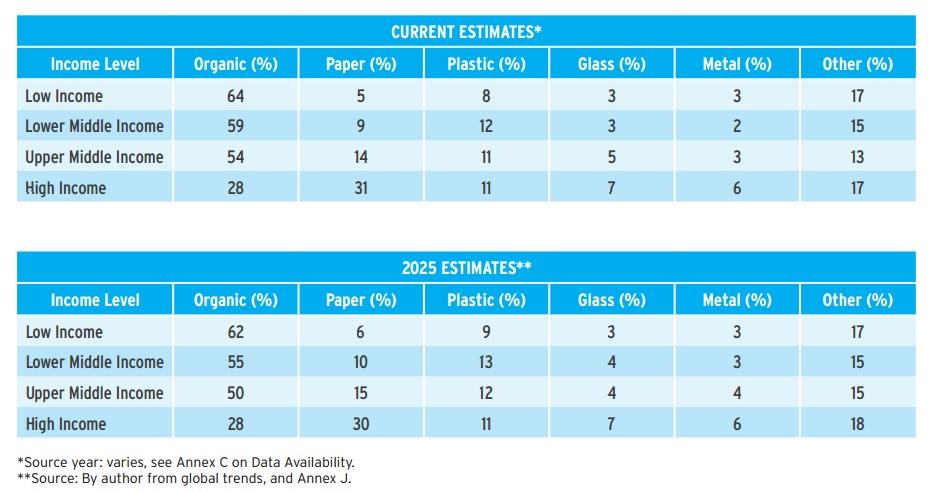 CURRENT ESTIMATES*
Income Level Organic (%) Paper (%) Plastic (%) Glass (%) Metal (%) Other (%)
Low Income 64 5 8 3 3 17
Lower Middle Income 59 9 12 3 2 15
Upper Middle Income 54 14 11 5 3 13
High Income 28 31 11 7 6 17
2025 ESTIMATES**
Income Level Organic (%) Paper (%) Plastic (%) Glass (%) Metal (%) Other (%)
Low Income 62 6 9 3 3 17
Lower Middle Income 55 10 13 4 3 15
Upper Middle Income 50 15 12 4 4 15
High Income 28 30 11 7 6 18
*Source year: varies, see Annex C on Data Availability.
**Source: By author from global trends, and Annex J.